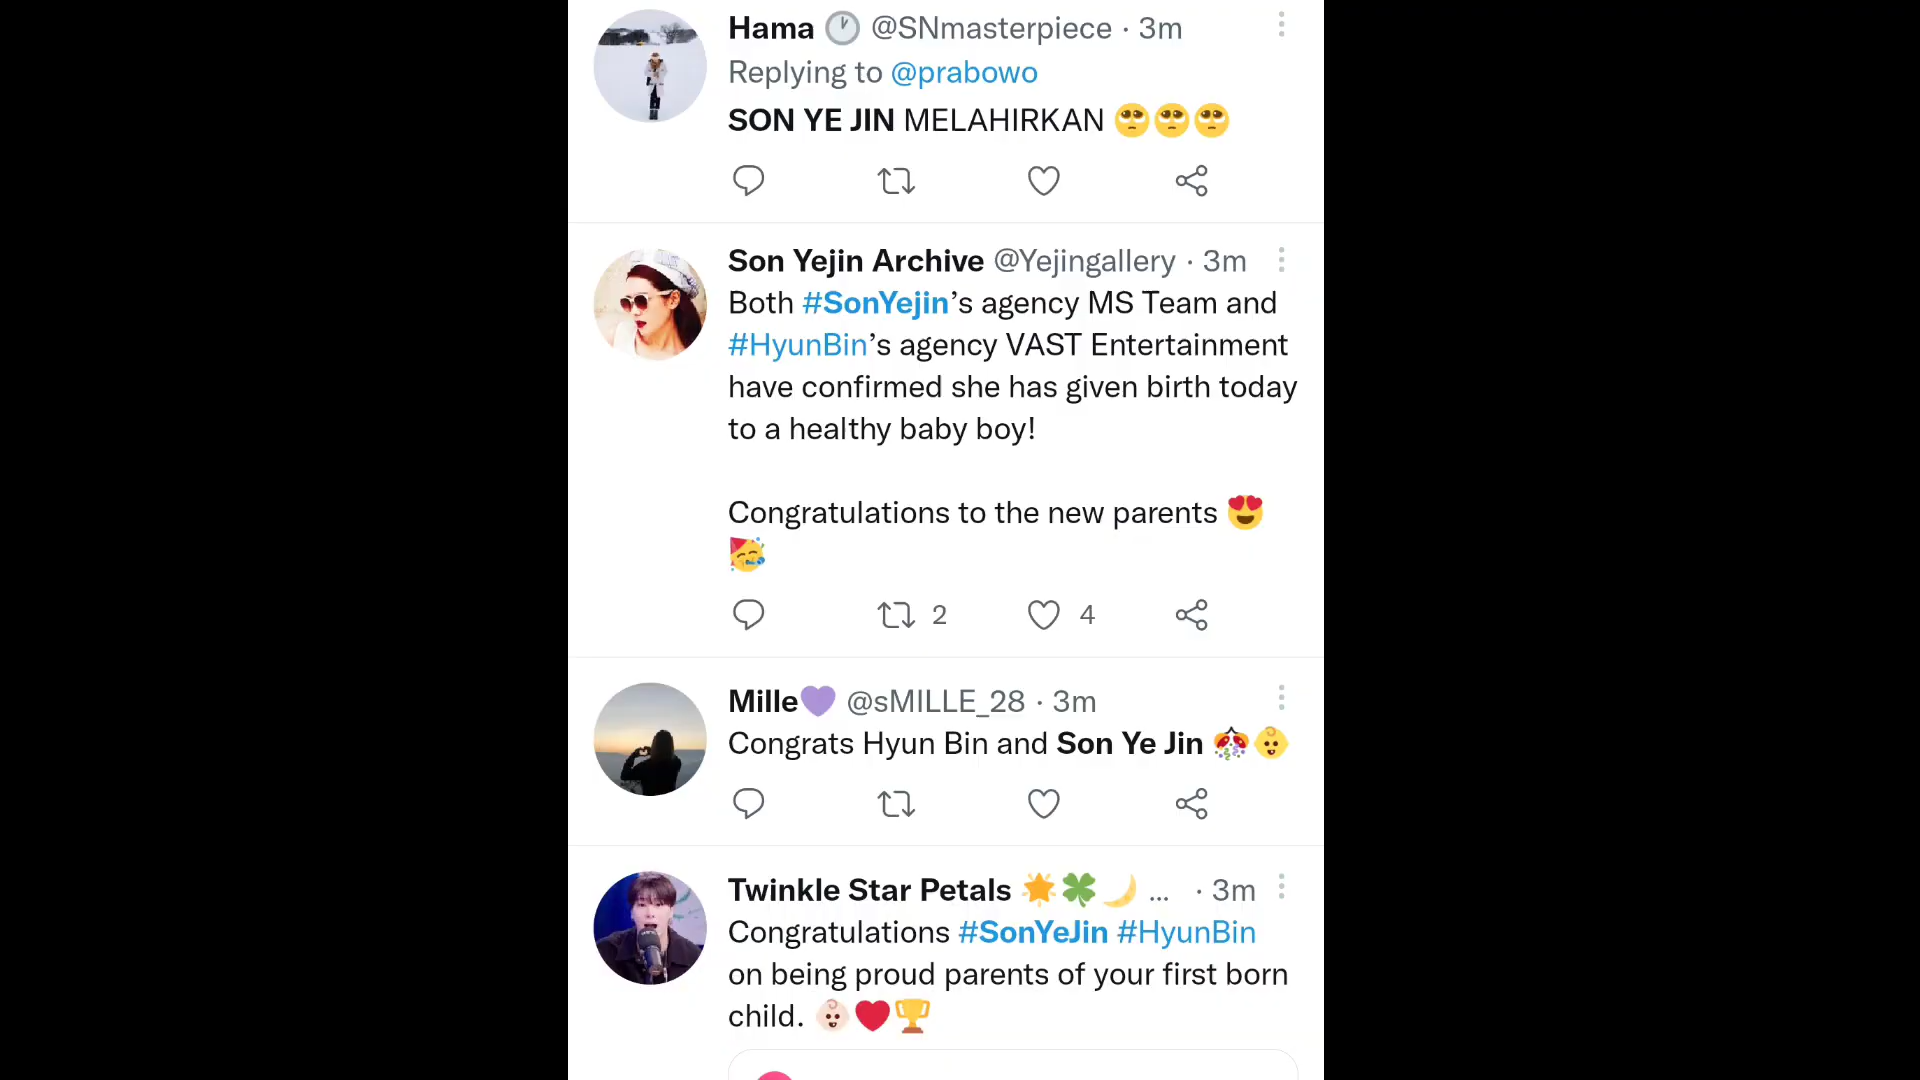 Hama 🕐 @SNmasterpiece · 3m
Replying to @prabowo
SON YE JIN MELAHIRKAN 🥺🥺🥺
Son Yejin Archive @Yejingallery · 3m
Both #SonYejin’s agency MS Team and
#HyunBin’s agency VAST Entertainment
have confirmed she has given birth today
to a healthy baby boy!
Congratulations to the new parents 😍
🥳
2 4
Mille💜 @sMILLE_28 · 3m
Congrats Hyun Bin and Son Ye Jin 🎊👶
Twinkle Star Petals 🌟🍀🌙 ... · 3m
Congratulations #SonYeJin #HyunBin
on being proud parents of your first born
child. 👶🏻❤️🏆